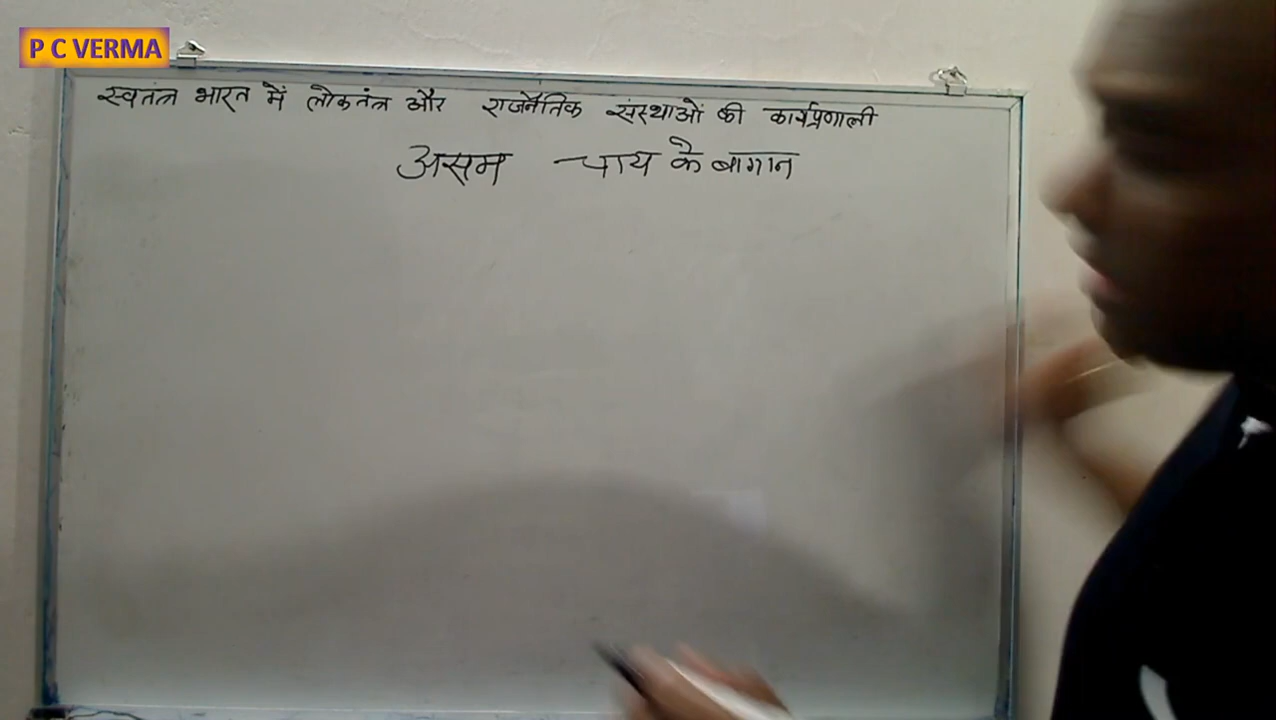 P C VERMA
स्वतंत्र भारत में लोकतंत्र और राजनैतिक संस्थाओं की कार्यप्रणाली
असम चाय के बागान